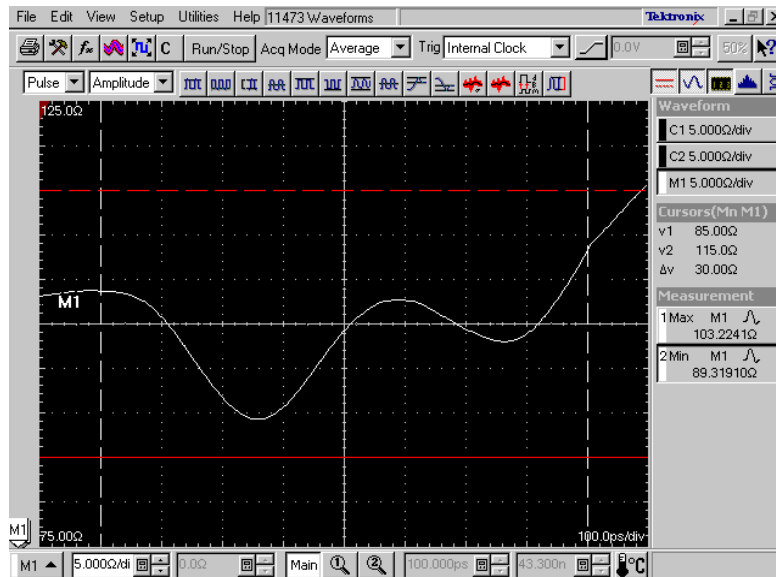 File Edit View Setup Utilities Help 11473 Waveforms Tektronix
C Run/Stop Acq Mode Average Trig Internal Clock 0.0V 50%
Pulse Amplitude
125.0Ω
M1
M1
75.00Ω
100.0ps/div
Waveform
C1 5.000Ω/div
C2 5.000Ω/div
M1 5.000Ω/div
Cursors(Mn M1)
v1 85.00Ω
v2 115.0Ω
Δv 30.00Ω
Measurement
1 Max M1
103.2241Ω
2 Min M1
89.31910Ω
M1 5.000Ω/di 0.0Ω Main 1 2 100.000ps 43.300n °C